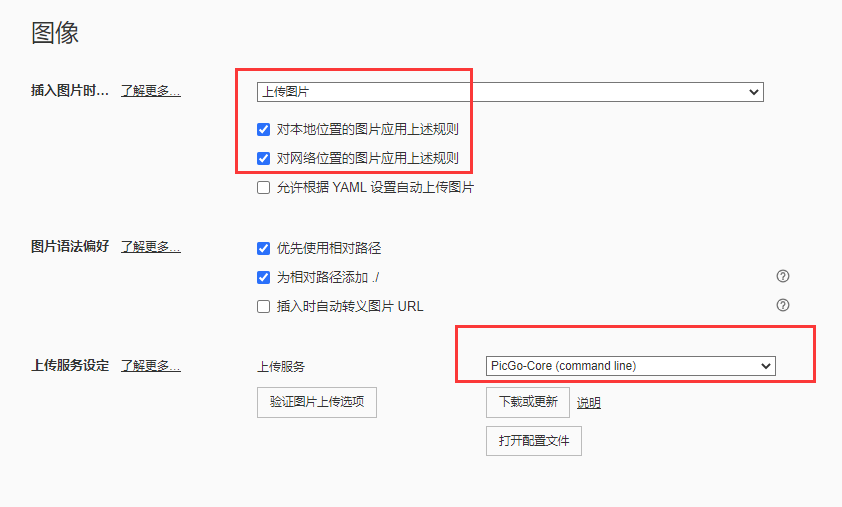 图像
插入图片时... 了解更多... 上传图片
对本地位置的图片应用上述规则
对网络位置的图片应用上述规则
允许根据 YAML 设置自动上传图片
图片语法偏好 了解更多... 优先使用相对路径
为相对路径添加 ./
插入时自动转义图片 URL
上传服务设定 了解更多... 上传服务 PicGo-Core (command line)
验证图片上传选项 下载或更新 说明
打开配置文件